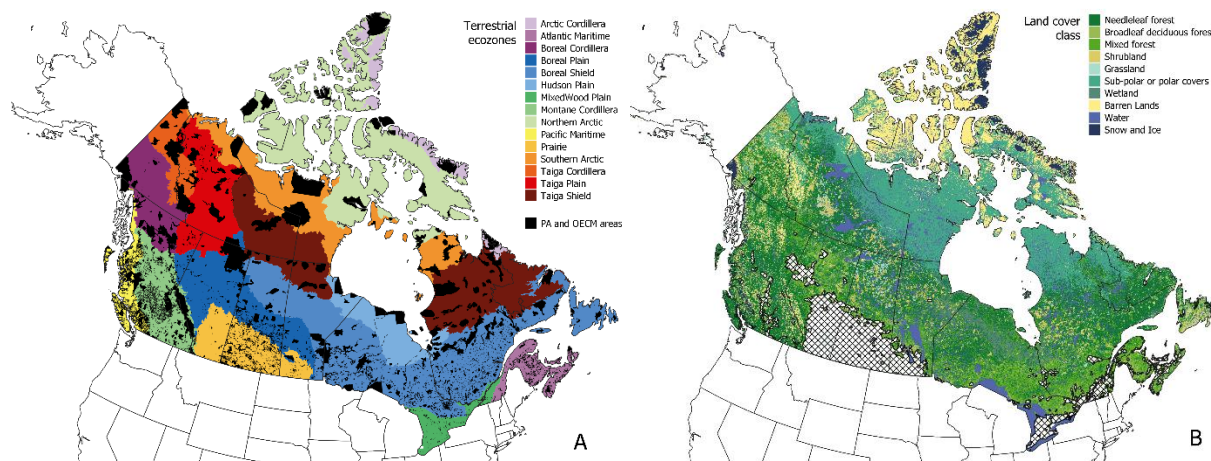 Terrestrial
ecozones
Arctic Cordillera
Atlantic Maritime
Boreal Cordillera
Boreal Plain
Boreal Shield
Hudson Plain
MixedWood Plain
Montane Cordillera
Northern Arctic
Pacific Maritime
Prairie
Southern Arctic
Taiga Cordillera
Taiga Plain
Taiga Shield
PA and OECM areas
A
Land cover
class
Needleleaf forest
Broadleaf deciduous fores
Mixed forest
Shrubland
Grassland
Sub-polar or polar covers
Wetland
Barren Lands
Water
Snow and Ice
B